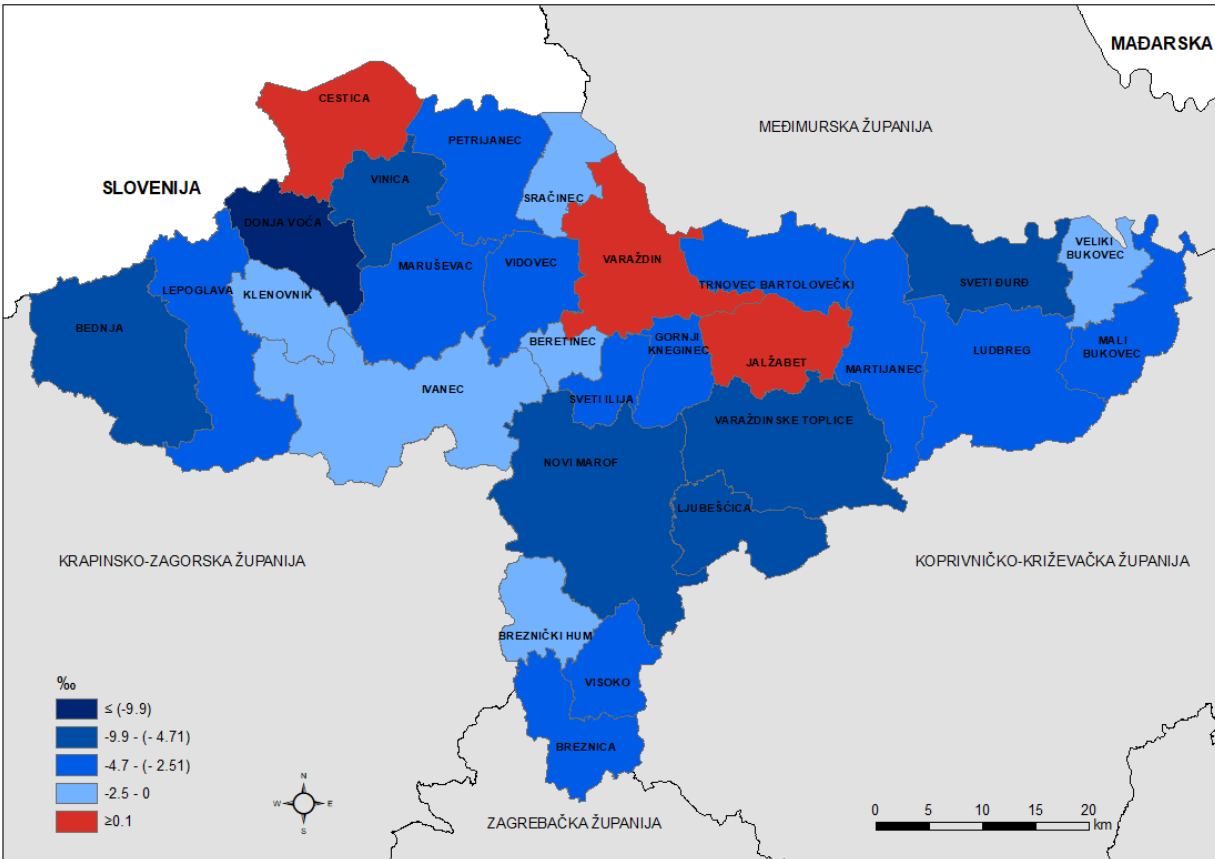 MAĐARSKA
CESTICA
MEĐIMURSKA ŽUPANIJA
PETRIJANEC
VINICA
SLOVENIJA
SRAČINEC
DONJA VOĆA
VELIKI
BUKOVEC
VARAŽDIN
MARUŠEVAC
VIDOVEC
LEPOGLAVA
KLENOVNIK
TRNOVEC BARTOLOVEČKI
SVETI ĐURĐ
BEDNJA
BERETINEC
GORNJI
KNEGINEC
JALŽABET
MARTIJANEC
LUDBREG
MALI
BUKOVEC
IVANEC
SVETI ILIJA
VARAŽDINSKE TOPLICE
NOVI MAROF
LJUBEŠĆICA
KRAPINSKO-ZAGORSKA ŽUPANIJA
KOPRIVNIČKO-KRIŽEVAČKA ŽUPANIJA
BREZNIČKI HUM
VISOKO
BREZNICA
‰
≤ (-9.9)
-9.9 - (- 4.71)
-4.7 - (- 2.51)
-2.5 - 0
≥0.1
N
W E
S
ZAGREBAČKA ŽUPANIJA
0 5 10 15 20
km